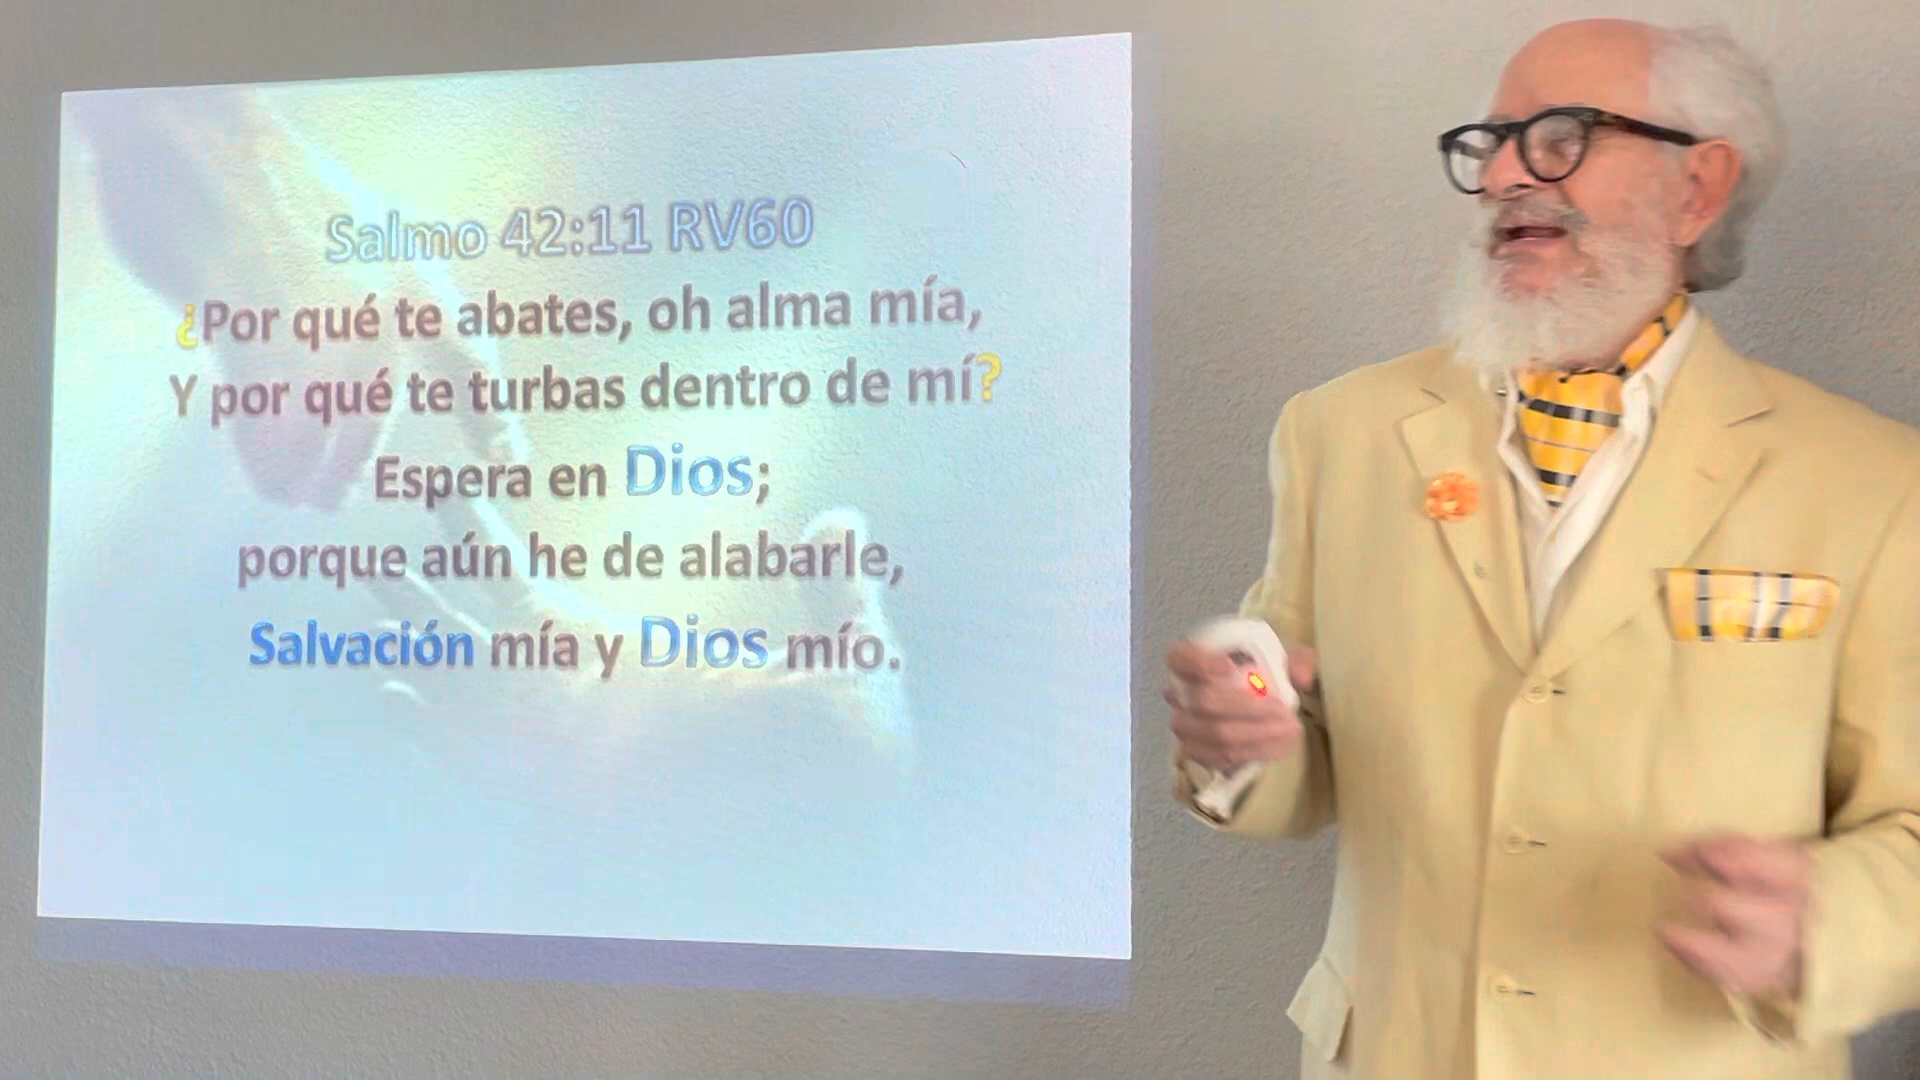 Salmo 42:11 RV60
¿Por qué te abates, oh alma mía,
Y por qué te turbas dentro de mí?
Espera en Dios;
porque aún he de alabarle,
Salvación mía y Dios mío.